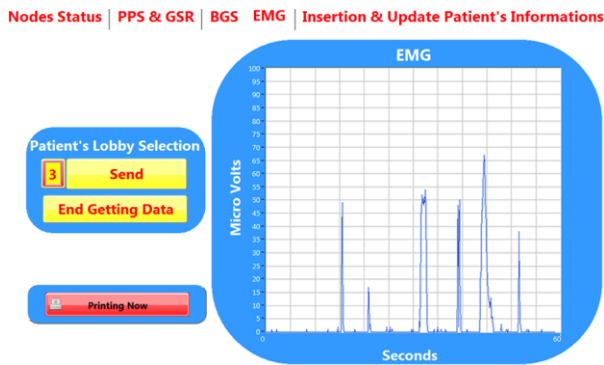 Nodes Status PPS & GSR BGS EMG Insertion & Update Patient's Informations
EMG
Patient's Lobby Selection
3 Send
End Getting Data
Printing Now
Micro Volts
100
95
90
85
80
75
70
65
60
55
50
45
40
35
30
25
20
15
10
5
0
0 60
Seconds